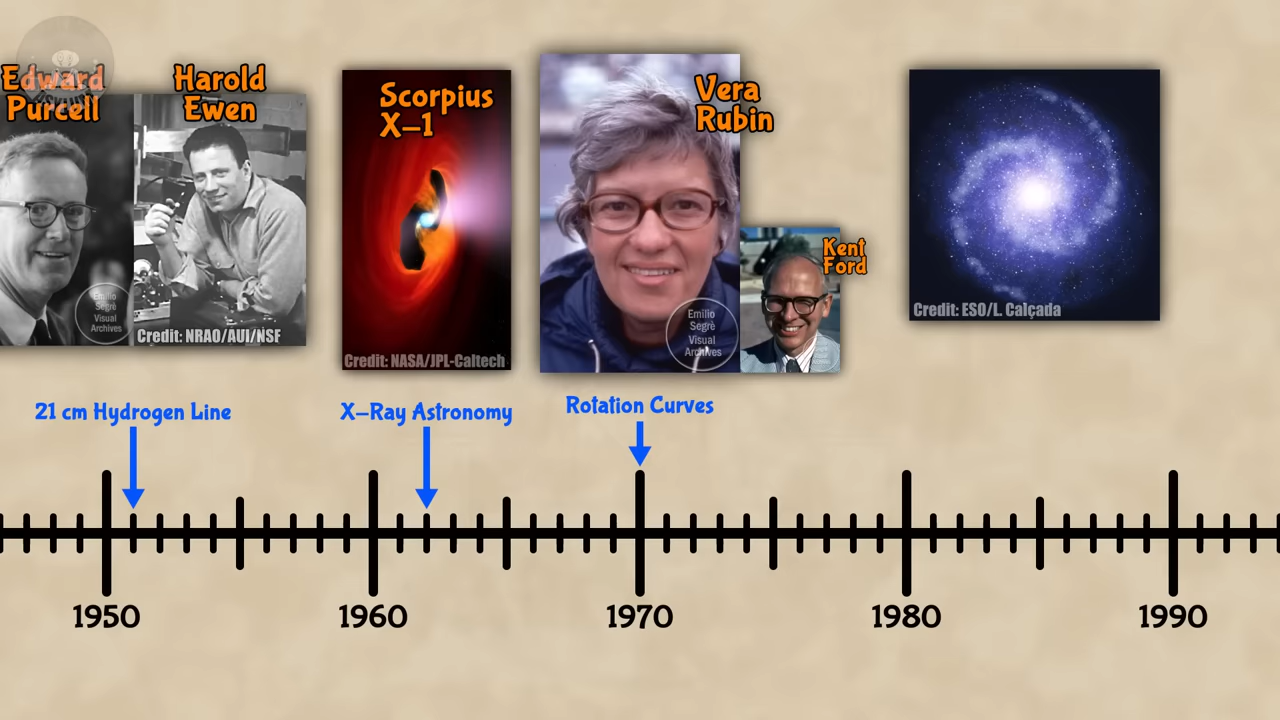 Edward
Purcell
Harold
Ewen
Emilio
Segrè
Visual
Archives
Credit: NRAO/AUI/NSF
Scorpius
X-1
Credit: NASA/JPL-Caltech
Vera
Rubin
Emilio
Segrè
Visual
Archives
Kent
Ford
Credit: ESO/L. Calçada
21 cm Hydrogen Line
X-Ray Astronomy
Rotation Curves
1950
1960
1970
1980
1990